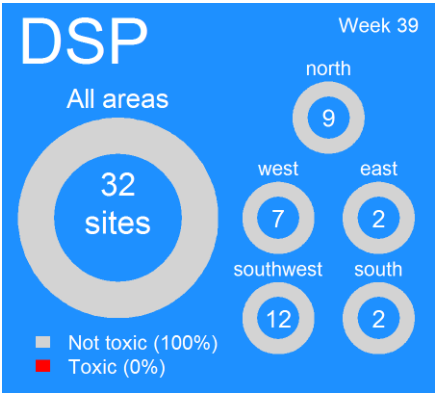 DSP
Week 39
All areas
32
sites
north
9
west
7
east
2
southwest
12
south
2
Not toxic (100%)
Toxic (0%)